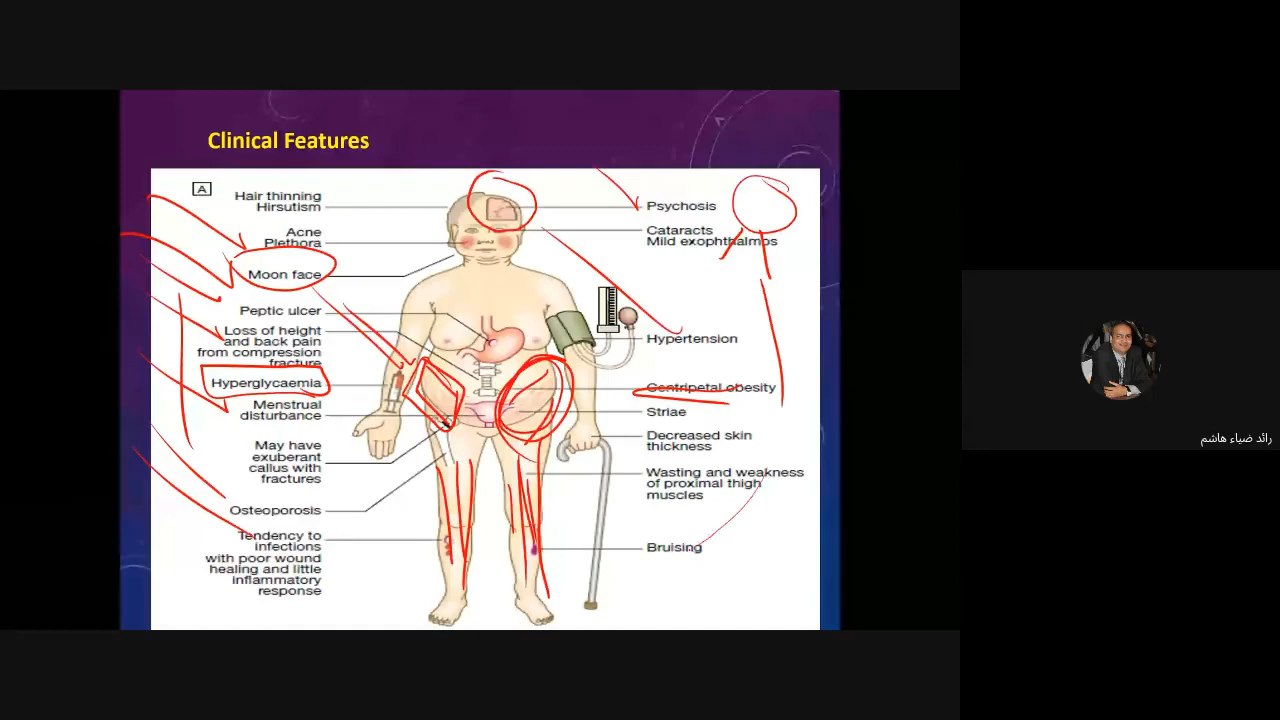 Clinical Features
A
Hair thinning
Hirsutism
Acne
Plethora
Moon face
Peptic ulcer
Loss of height
and back pain
from compression
fracture
Hyperglycaemia
Menstrual
disturbance
May have
exuberant
callus with
fractures
Osteoporosis
Tendency to
infections
with poor wound
healing and little
inflammatory
response
Psychosis
Cataracts
Mild exophthalmos
Hypertension
Centripetal obesity
Striae
Decreased skin
thickness
Wasting and weakness
of proximal thigh
muscles
Bruising
رائد ضياء هاشم